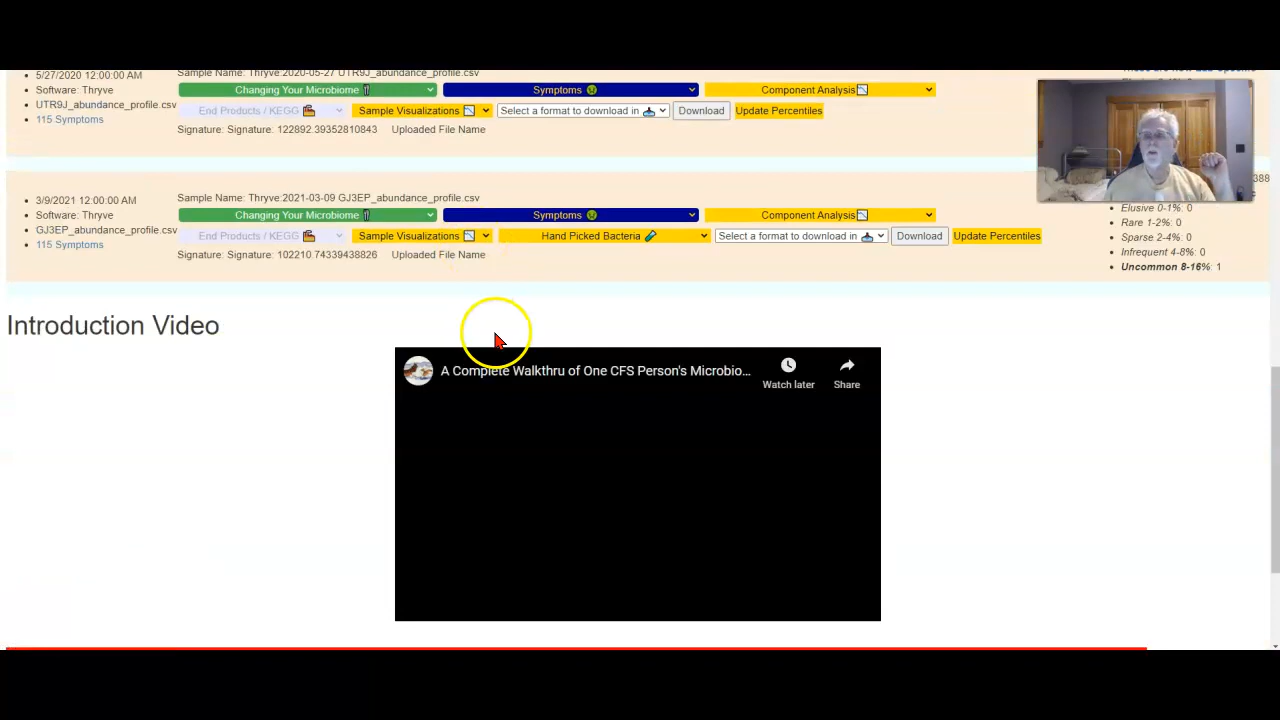 5/27/2020 12:00:00 AM
Software: Thryve
UTR9J_abundance_profile.csv
115 Symptoms
Sample Name: Thryve:2020-05-27 UTR9J_abundance_profile.csv
Changing Your Microbiome Symptoms Component Analysis
End Products / KEGG Sample Visualizations Select a format to download in Download Update Percentiles
Signature: Signature: 122892.39352810843 Uploaded File Name
3/9/2021 12:00:00 AM
Software: Thryve
GJ3EP_abundance_profile.csv
115 Symptoms
Sample Name: Thryve:2021-03-09 GJ3EP_abundance_profile.csv
Changing Your Microbiome Symptoms Component Analysis
End Products / KEGG Sample Visualizations Hand Picked Bacteria Select a format to download in Download Update Percentiles
Signature: Signature: 102210.74339438826 Uploaded File Name
388
Elusive 0-1%: 0
Rare 1-2%: 0
Sparse 2-4%: 0
Infrequent 4-8%: 0
Uncommon 8-16%: 1
Introduction Video
A Complete Walkthru of One CFS Person's Microbio...
Watch later
Share